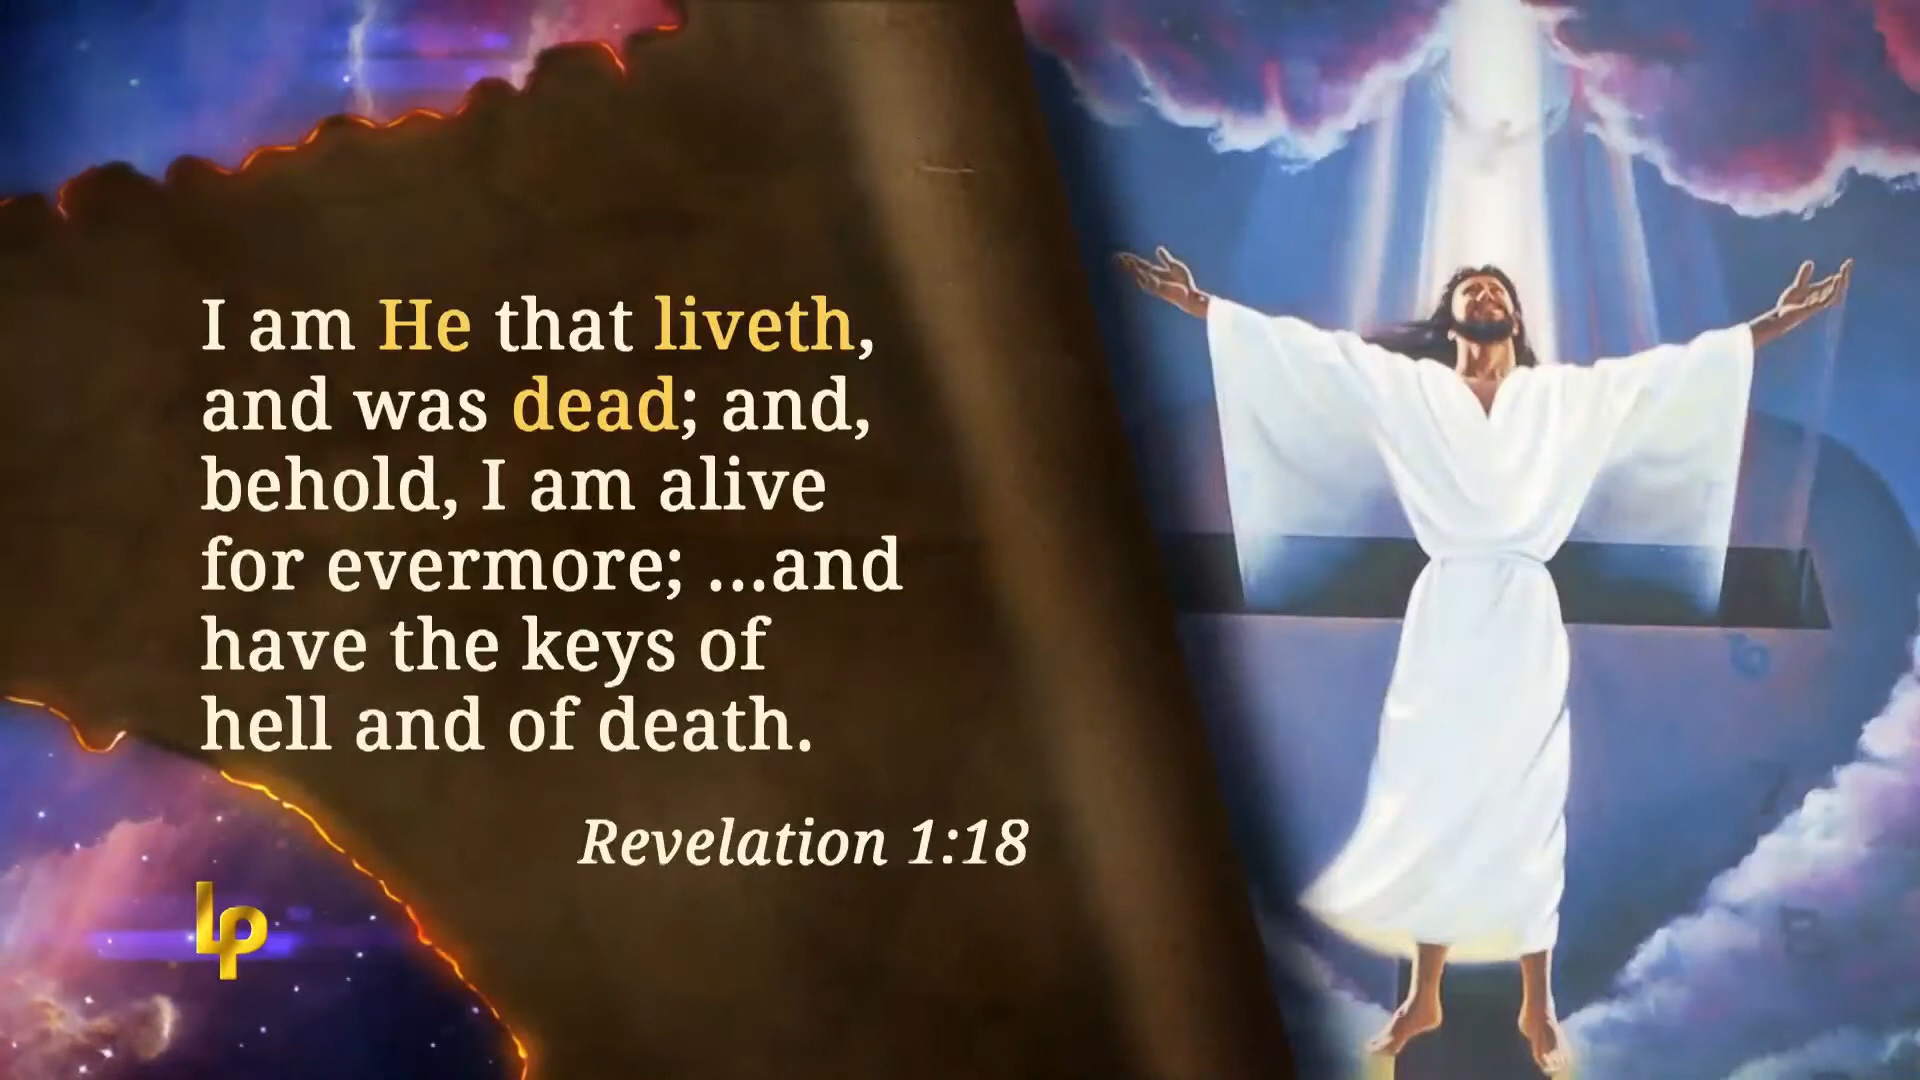 I am He that liveth,
and was dead; and,
behold, I am alive
for evermore; ...and
have the keys of
hell and of death.
Revelation 1:18
LP